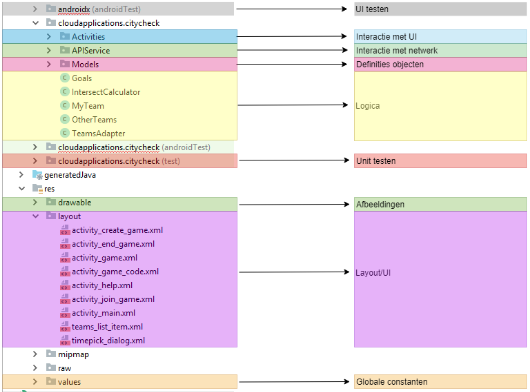 androidx (androidTest) UI testen
cloudapplications.citycheck
Activities Interactie met UI
APIService Interactie met netwerk
Models Definities objecten
Goals
IntersectCalculator
MyTeam Logica
OtherTeams
TeamsAdapter
cloudapplications.citycheck (androidTest)
cloudapplications.citycheck (test) Unit testen
generatedJava
res
drawable Afbeeldingen
layout
activity_create_game.xml
activity_end_game.xml
activity_game.xml
activity_game_code.xml Layout/UI
activity_help.xml
activity_join_game.xml
activity_main.xml
teams_list_item.xml
timepick_dialog.xml
mipmap
raw
values Globale constanten